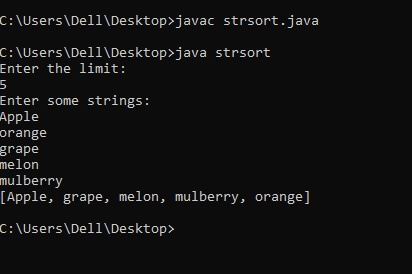 C:\Users\Dell\Desktop>javac strsort.java
C:\Users\Dell\Desktop>java strsort
Enter the limit:
5
Enter some strings:
Apple
orange
grape
melon
mulberry
[Apple, grape, melon, mulberry, orange]
C:\Users\Dell\Desktop>